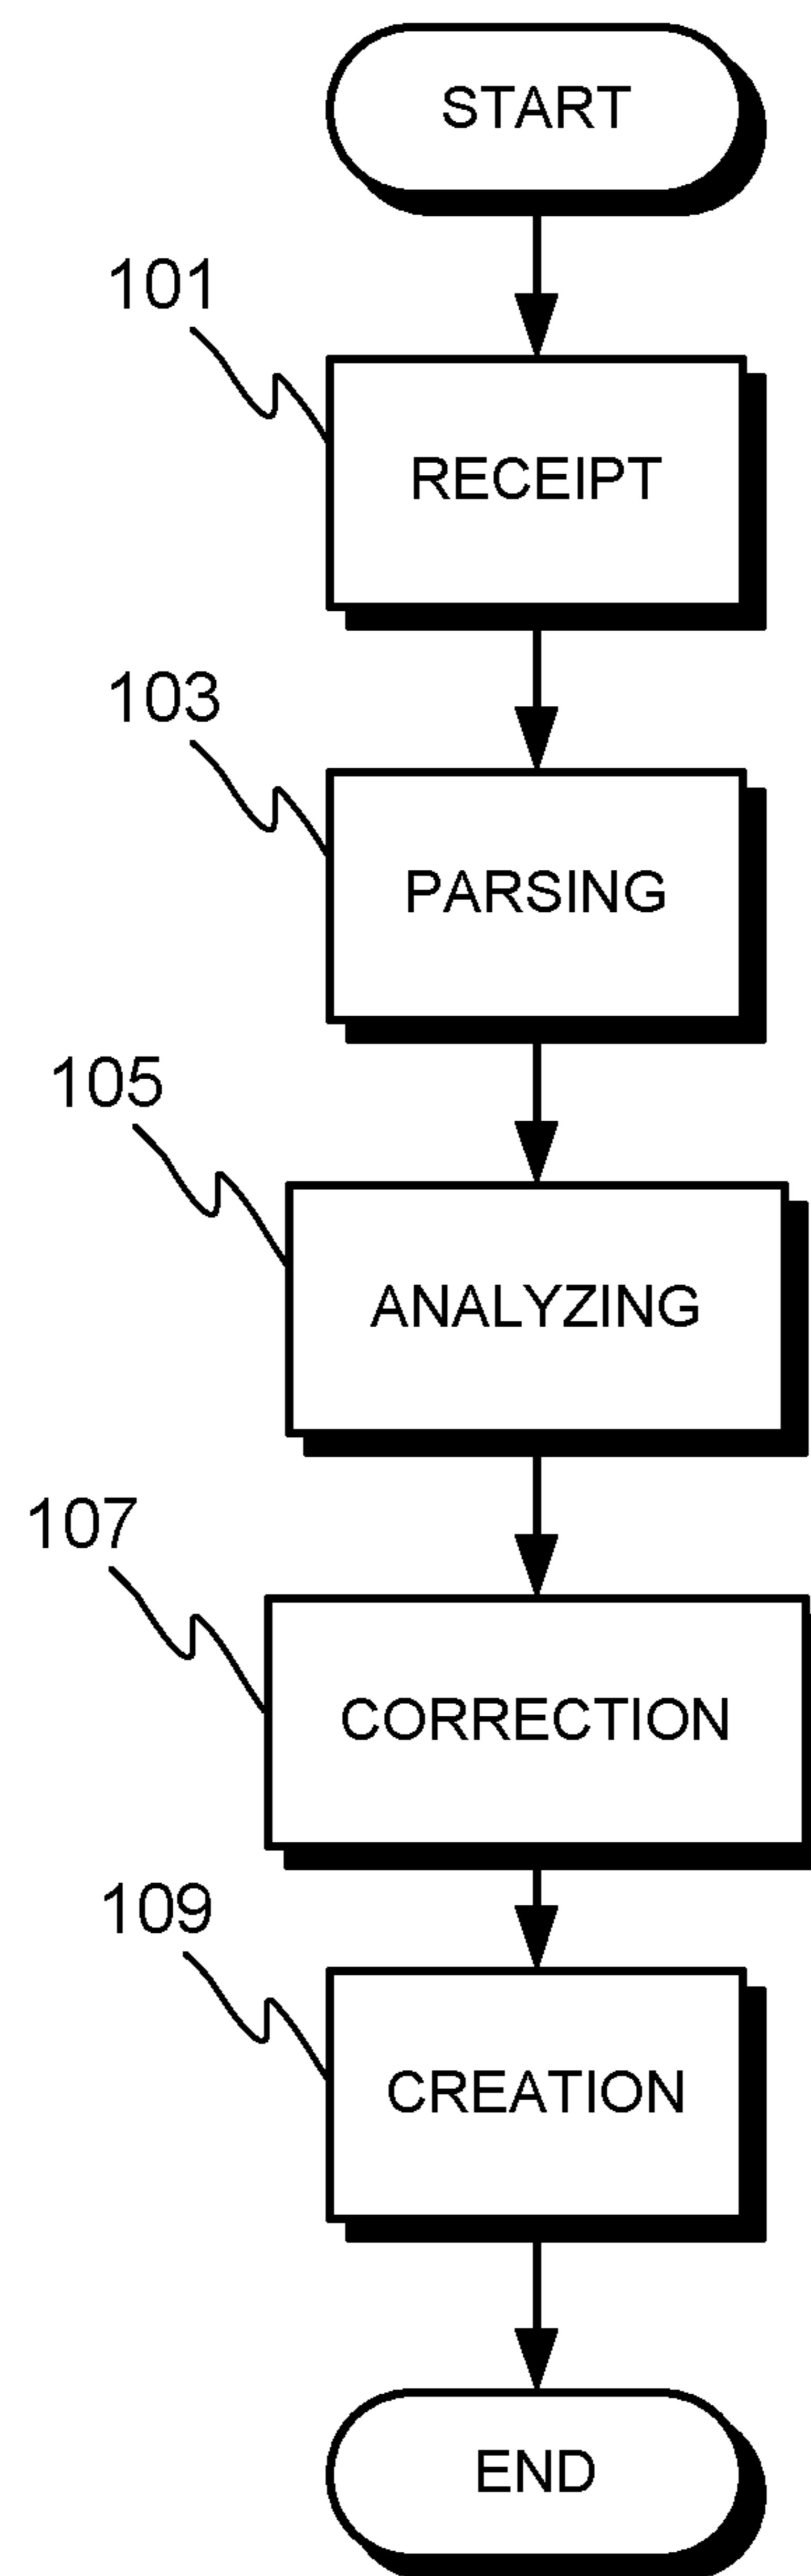 START
101
RECEIPT
103
PARSING
105
ANALYZING
107
CORRECTION
109
CREATION
END